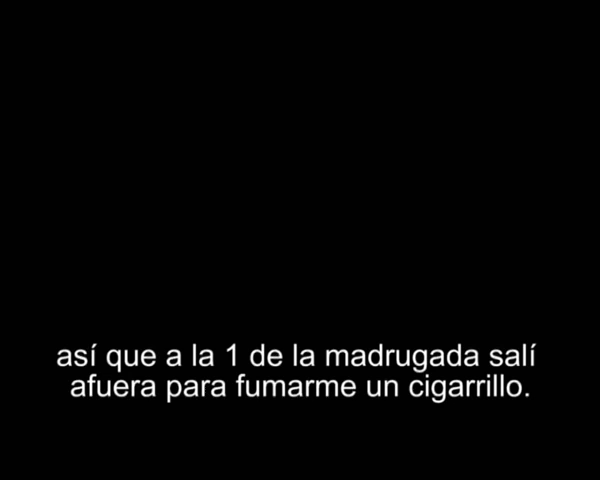 así que a la 1 de la madrugada salí
afuera para fumarme un cigarrillo.